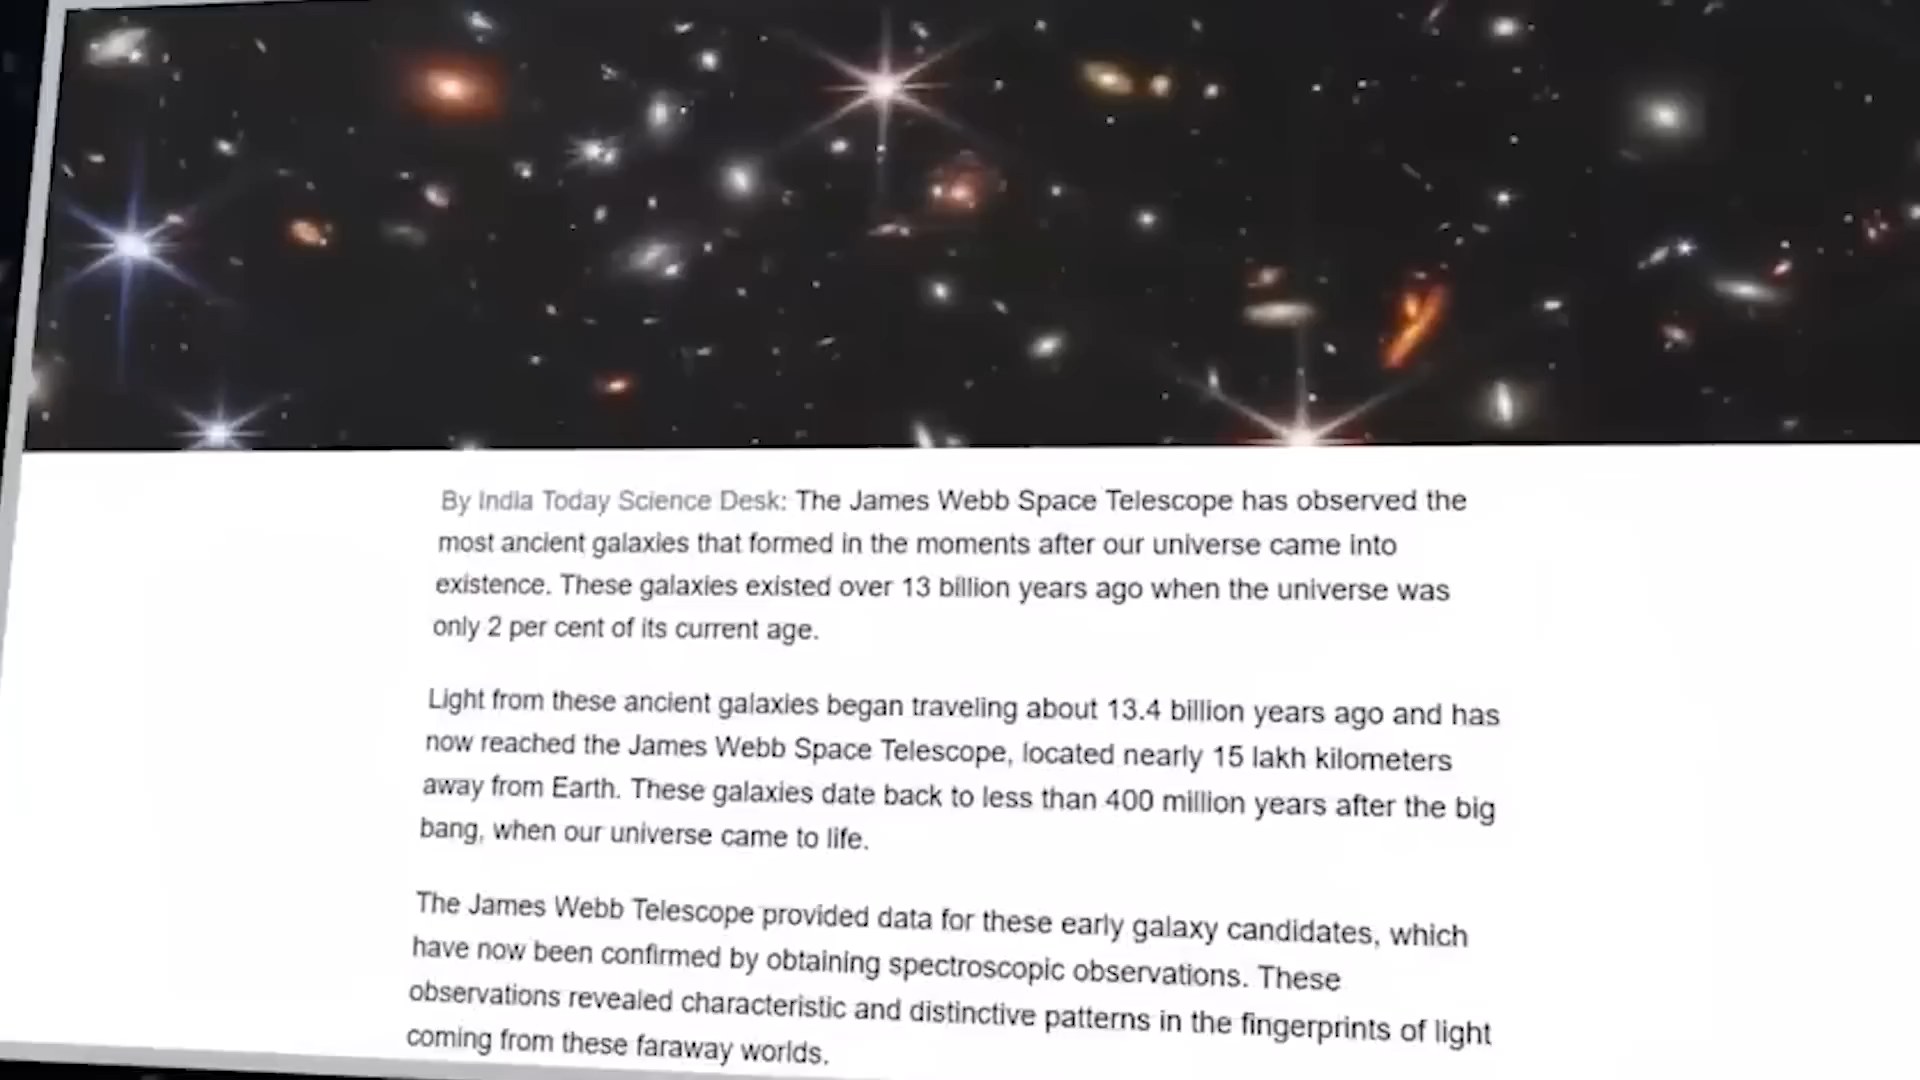 By India Today Science Desk: The James Webb Space Telescope has observed the
most ancient galaxies that formed in the moments after our universe came into
existence. These galaxies existed over 13 billion years ago when the universe was
only 2 per cent of its current age.
Light from these ancient galaxies began traveling about 13.4 billion years ago and has
now reached the James Webb Space Telescope, located nearly 15 lakh kilometers
away from Earth. These galaxies date back to less than 400 million years after the big
bang, when our universe came to life.
The James Webb Telescope provided data for these early galaxy candidates, which
have now been confirmed by obtaining spectroscopic observations. These
observations revealed characteristic and distinctive patterns in the fingerprints of light
coming from these faraway worlds.